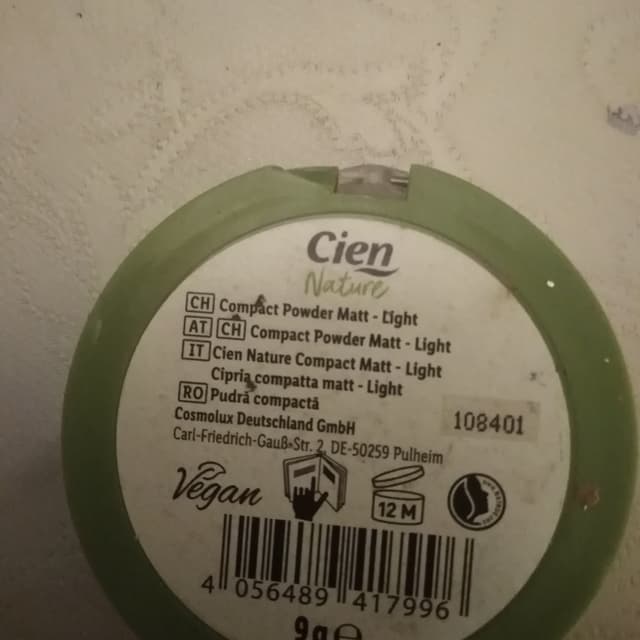 Cien
Nature
CH Compact Powder Matt - Light
AT CH Compact Powder Matt - Light
IT Cien Nature Compact Matt - Light
Cipria compatta matt - Light
RO Pudră compactă
Cosmolux Deutschland GmbH
Carl-Friedrich-Gauß-Str. 2, DE-50259 Pulheim
108401
Vegan
12 M
4 056489 417996
9g ℮